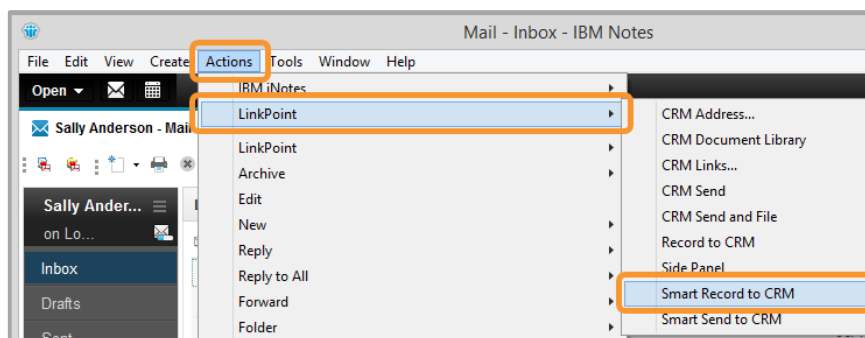 Mail - Inbox - IBM Notes
File Edit View Create Actions Tools Window Help
Open
IBM iNotes
LinkPoint
CRM Address...
Sally Anderson - Mail
CRM Document Library
LinkPoint
CRM Links...
Archive
CRM Send
Sally Ander...
Edit
CRM Send and File
New
on Lo...
Record to CRM
Reply
Side Panel
Inbox
Reply to All
Smart Record to CRM
Drafts
Forward
Smart Send to CRM
Folder
Sent